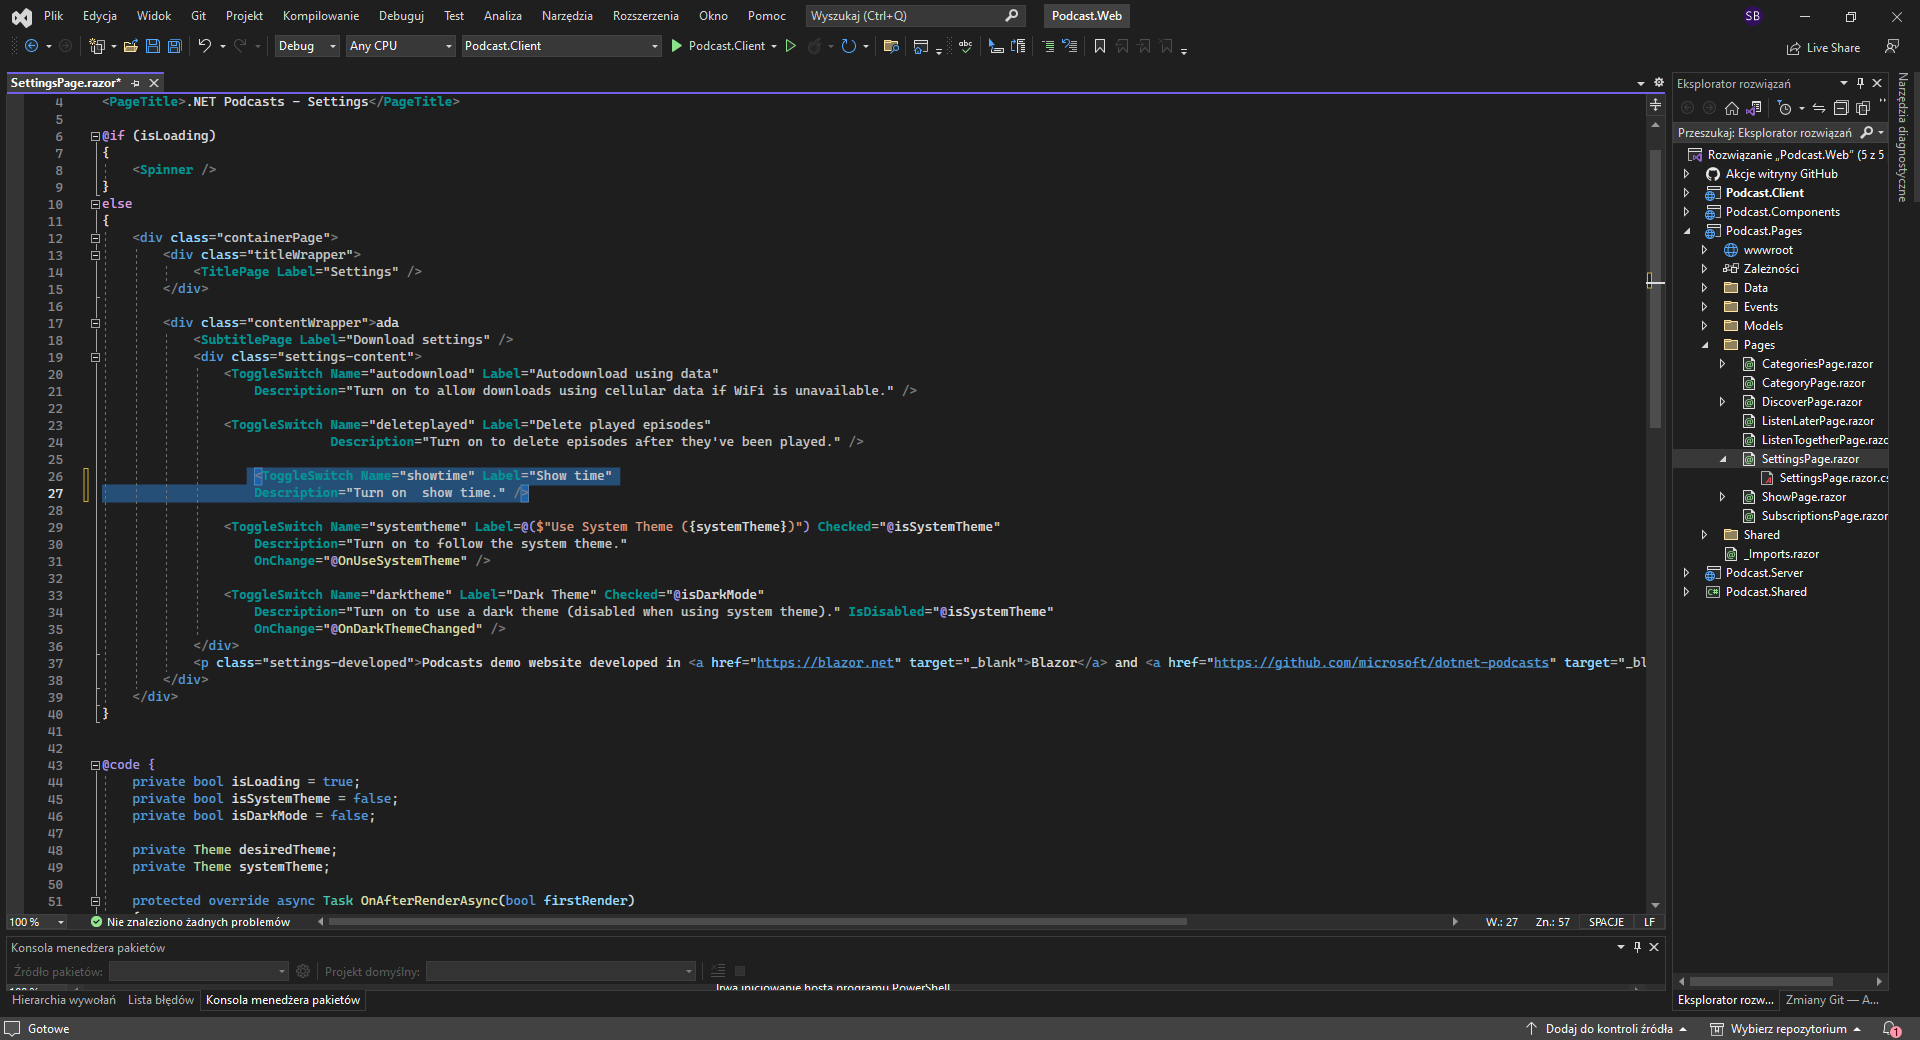 Plik Edycja Widok Git Projekt Kompilowanie Debuguj Test Analiza Narzędzia Rozszerzenia Okno Pomoc Wyszukaj (Ctrl+Q) Podcast.Web SB
Debug Any CPU Podcast.Client Podcast.Client Live Share
SettingsPage.razor*
4 <PageTitle>.NET Podcasts - Settings</PageTitle>
5
6 @if (isLoading)
7 {
8 <Spinner />
9 }
10 else
11 {
12 <div class="containerPage">
13 <div class="titleWrapper">
14 <TitlePage Label="Settings" />
15 </div>
16
17 <div class="contentWrapper">ada
18 <SubtitlePage Label="Download settings" />
19 <div class="settings-content">
20 <ToggleSwitch Name="autodownload" Label="Autodownload using data"
21 Description="Turn on to allow downloads using cellular data if WiFi is unavailable." />
22
23 <ToggleSwitch Name="deleteplayed" Label="Delete played episodes"
24 Description="Turn on to delete episodes after they've been played." />
25
26 <ToggleSwitch Name="showtime" Label="Show time"
27 Description="Turn on  show time." />
28
29 <ToggleSwitch Name="systemtheme" Label=@($"Use System Theme ({systemTheme})") Checked="@isSystemTheme"
30 Description="Turn on to follow the system theme."
31 OnChange="@OnUseSystemTheme" />
32
33 <ToggleSwitch Name="darktheme" Label="Dark Theme" Checked="@isDarkMode"
34 Description="Turn on to use a dark theme (disabled when using system theme)." IsDisabled="@isSystemTheme"
35 OnChange="@OnDarkThemeChanged" />
36 </div>
37 <p class="settings-developed">Podcasts demo website developed in <a href="https://blazor.net" target="_blank">Blazor</a> and <a href="https://github.com/microsoft/dotnet-podcasts" target="_bl
38 </div>
39 </div>
40 }
41
42
43 @code {
44 private bool isLoading = true;
45 private bool isSystemTheme = false;
46 private bool isDarkMode = false;
47
48 private Theme desiredTheme;
49 private Theme systemTheme;
50
51 protected override async Task OnAfterRenderAsync(bool firstRender)
100 % Nie znaleziono żadnych problemów W.: 27 Zn.: 57 SPACJE LF
Konsola menedżera pakietów
Źródło pakietów: Projekt domyślny:
100 % Trwa inicjowanie hosta programu PowerShell
Hierarchia wywołań Lista błędów Konsola menedżera pakietów
Eksplorator rozwiązań
Przeszukaj: Eksplorator rozwiązań
Rozwiązanie „Podcast.Web" (5 z 5
Akcje witryny GitHub
Podcast.Client
Podcast.Components
Podcast.Pages
wwwroot
Zależności
Data
Events
Models
Pages
CategoriesPage.razor
CategoryPage.razor
DiscoverPage.razor
ListenLaterPage.razor
ListenTogetherPage.razo
SettingsPage.razor
SettingsPage.razor.cs
ShowPage.razor
SubscriptionsPage.razor
Shared
_Imports.razor
Podcast.Server
Podcast.Shared
Eksplorator rozw... Zmiany Git — A...
Narzędzia diagnostyczne
Gotowe Dodaj do kontroli źródła Wybierz repozytorium 1